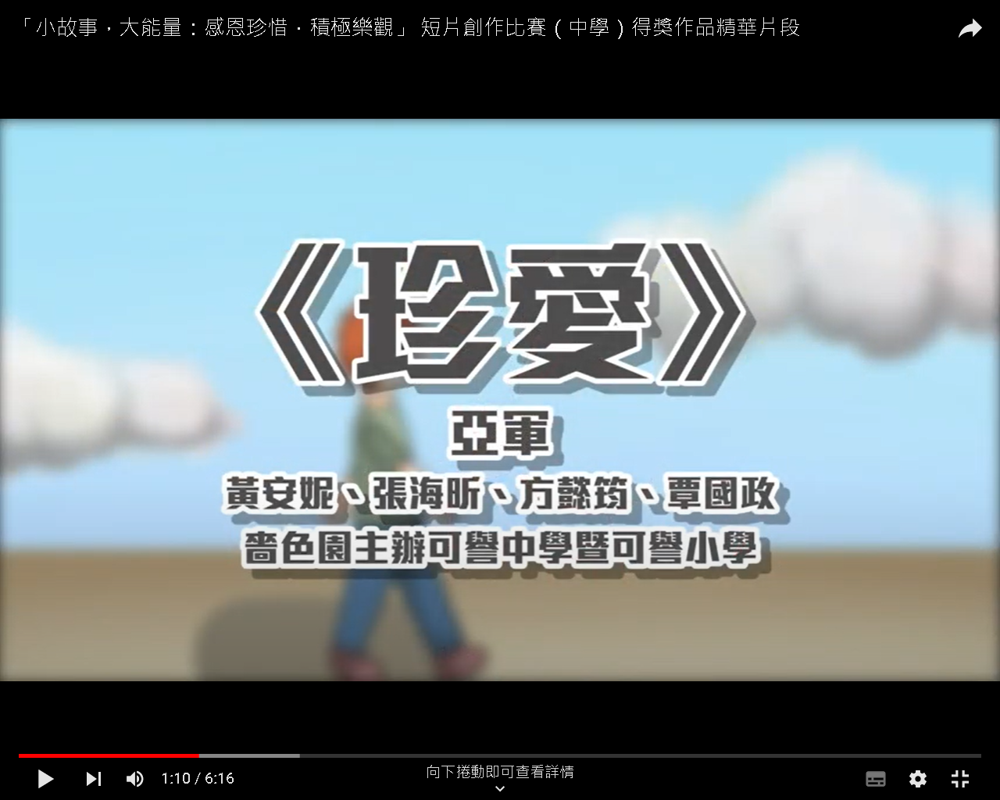 「小故事，大能量：感恩珍惜．積極樂觀」 短片創作比賽（中學）得獎作品精華片段
《珍愛》
亞軍
黃安妮、張海昕、方懿筠、覃國政
嗇色園主辦可譽中學暨可譽小學
1:10 / 6:16
向下捲動即可查看詳情